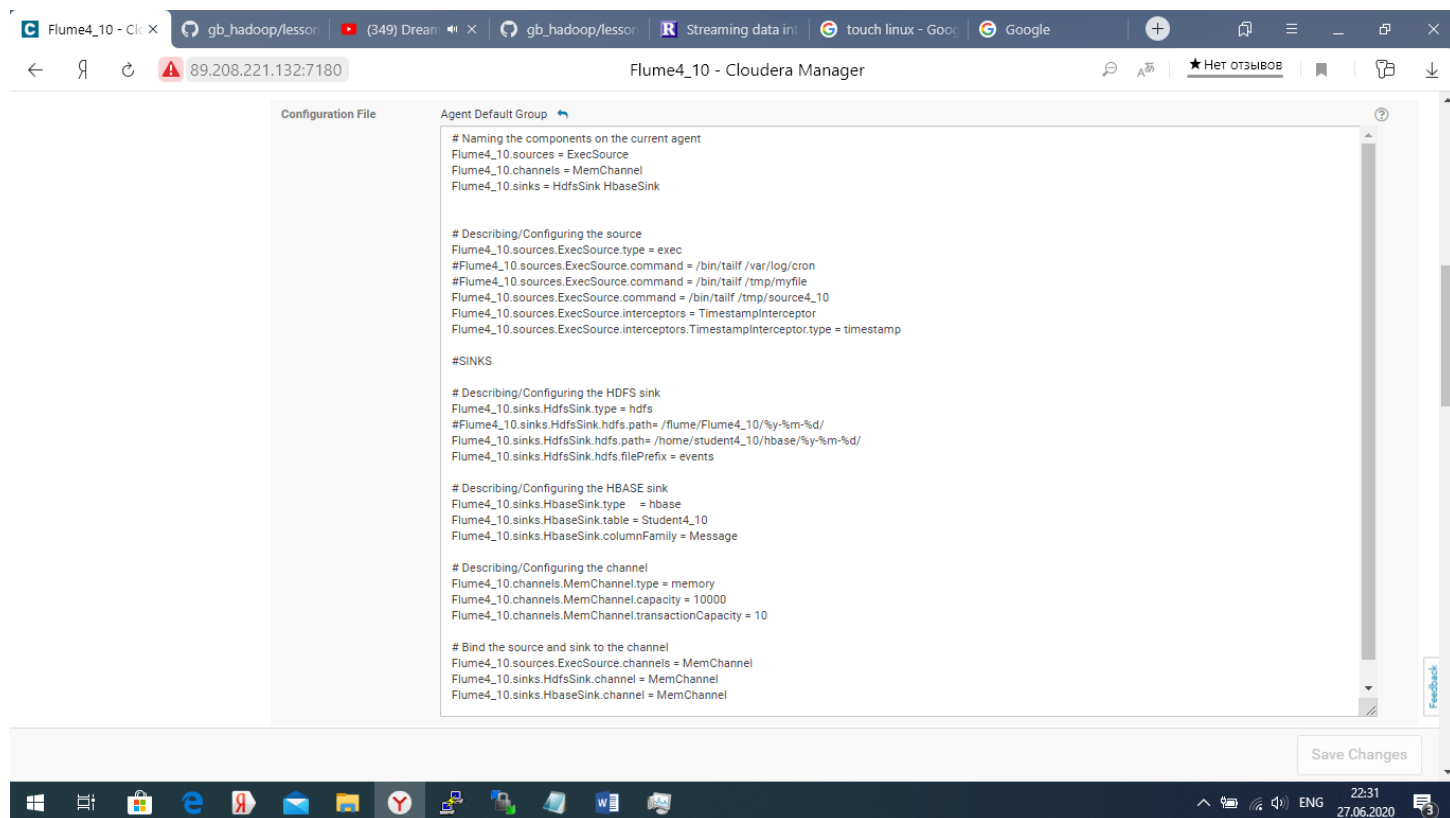 Flume4_10 - Clc
gb_hadoop/lesson
(349) Dream
gb_hadoop/lesson
R
Streaming data int
touch linux - Goog
Google
89.208.221.132:7180
Flume4_10 - Cloudera Manager
★ Нет отзывов
Configuration File
Agent Default Group
# Naming the components on the current agent
Flume4_10.sources = ExecSource
Flume4_10.channels = MemChannel
Flume4_10.sinks = HdfsSink HbaseSink
# Describing/Configuring the source
Flume4_10.sources.ExecSource.type = exec
#Flume4_10.sources.ExecSource.command = /bin/tailf /var/log/cron
#Flume4_10.sources.ExecSource.command = /bin/tailf /tmp/myfile
Flume4_10.sources.ExecSource.command = /bin/tailf /tmp/source4_10
Flume4_10.sources.ExecSource.interceptors = TimestampInterceptor
Flume4_10.sources.ExecSource.interceptors.TimestampInterceptor.type = timestamp
#SINKS
# Describing/Configuring the HDFS sink
Flume4_10.sinks.HdfsSink.type = hdfs
#Flume4_10.sinks.HdfsSink.hdfs.path= /flume/Flume4_10/%y-%m-%d/
Flume4_10.sinks.HdfsSink.hdfs.path= /home/student4_10/hbase/%y-%m-%d/
Flume4_10.sinks.HdfsSink.hdfs.filePrefix = events
# Describing/Configuring the HBASE sink
Flume4_10.sinks.HbaseSink.type   = hbase
Flume4_10.sinks.HbaseSink.table = Student4_10
Flume4_10.sinks.HbaseSink.columnFamily = Message
# Describing/Configuring the channel
Flume4_10.channels.MemChannel.type = memory
Flume4_10.channels.MemChannel.capacity = 10000
Flume4_10.channels.MemChannel.transactionCapacity = 10
# Bind the source and sink to the channel
Flume4_10.sources.ExecSource.channels = MemChannel
Flume4_10.sinks.HdfsSink.channel = MemChannel
Flume4_10.sinks.HbaseSink.channel = MemChannel
Feedback
Save Changes
ENG
22:31
27.06.2020
3